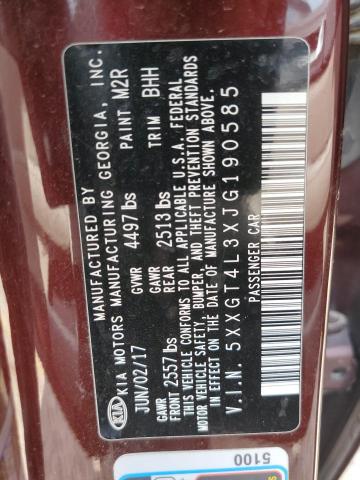 MANUFACTURED BY
KIA KIA MOTORS MANUFACTURING GEORGIA, INC.
JUN/02/17 GVWR 4497 lbs PAINT M2R
GAWR FRONT 2557 lbs GAWR REAR 2513 lbs TRIM BHH
THIS VEHICLE CONFORMS TO ALL APPLICABLE U.S.A. FEDERAL
MOTOR VEHICLE SAFETY, BUMPER, AND THEFT PREVENTION STANDARDS
IN EFFECT ON THE DATE OF MANUFACTURE SHOWN ABOVE.
V.I.N. 5XXGT4L3XJG190585
PASSENGER CAR
5100